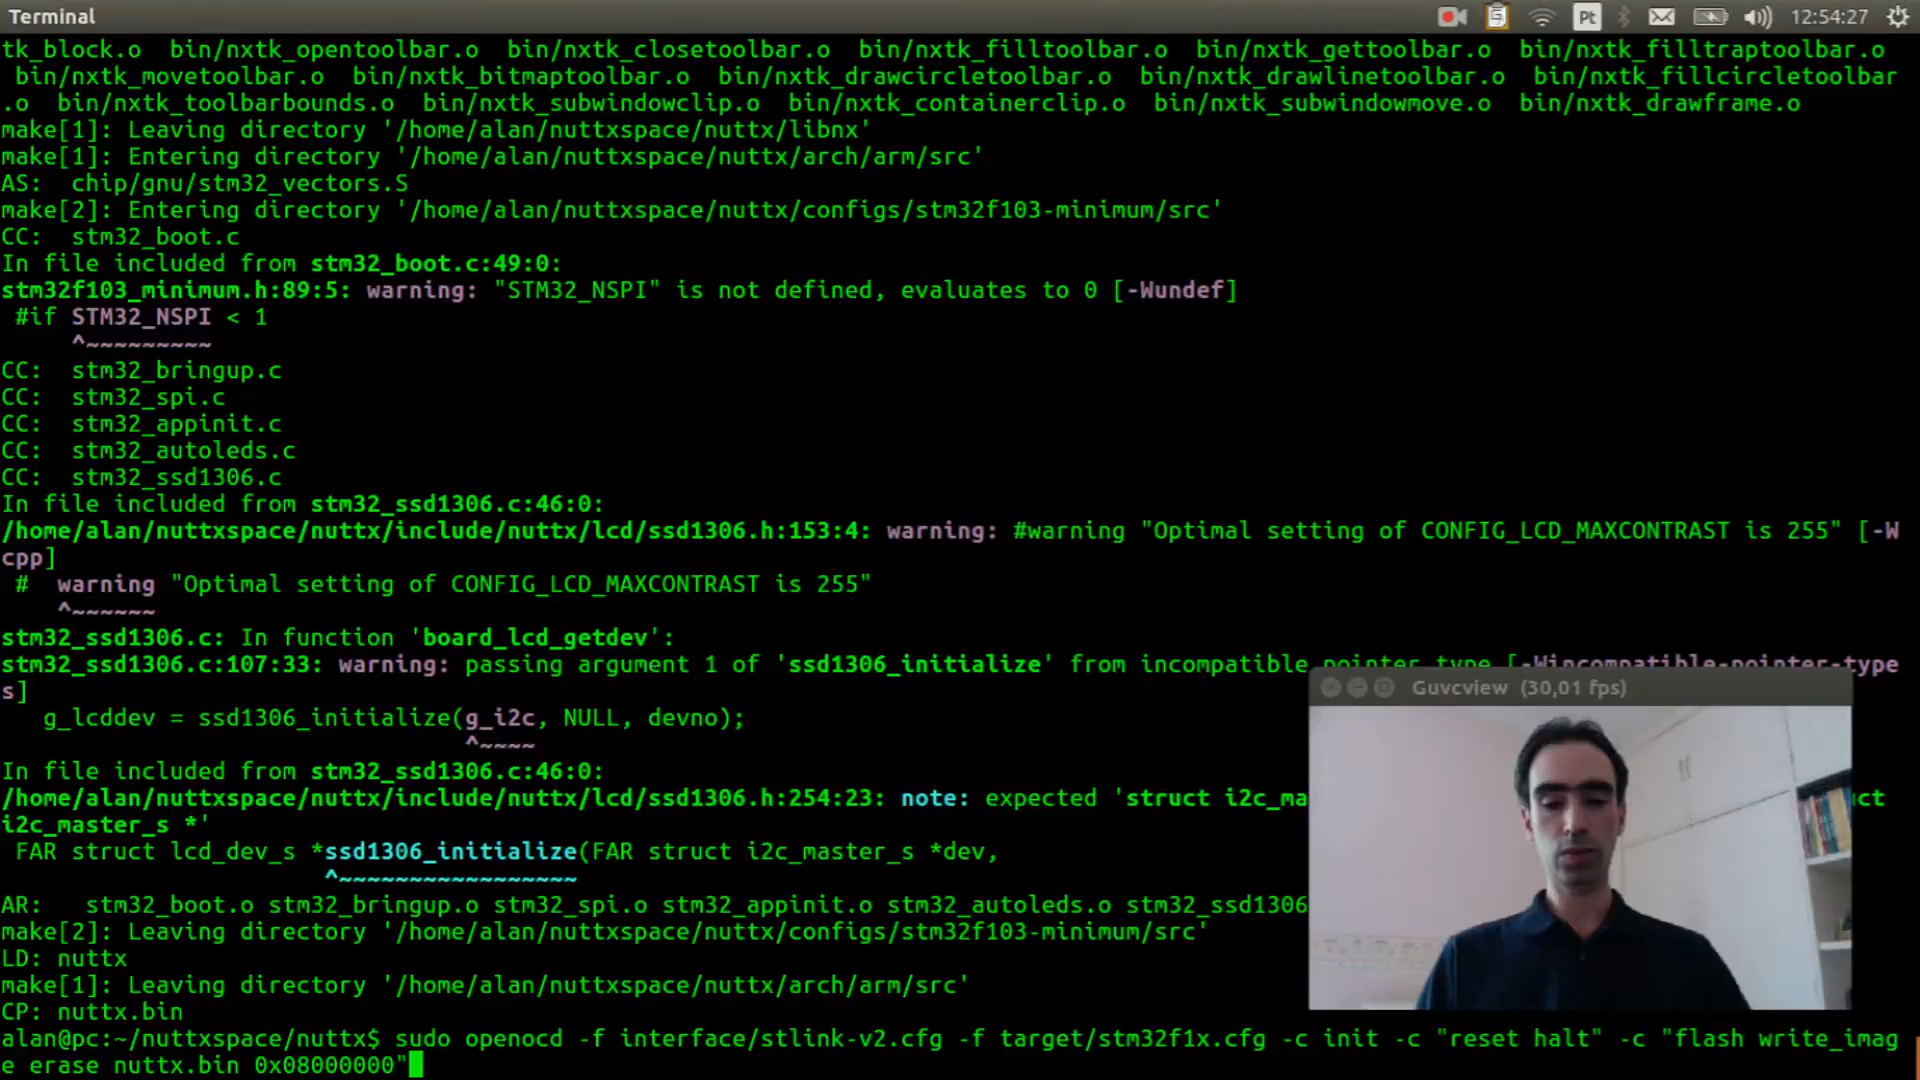 Terminal
Pt
12:54:27
tk_block.o  bin/nxtk_opentoolbar.o  bin/nxtk_closetoolbar.o  bin/nxtk_filltoolbar.o  bin/nxtk_gettoolbar.o  bin/nxtk_filltraptoolbar.o
bin/nxtk_movetoolbar.o  bin/nxtk_bitmaptoolbar.o  bin/nxtk_drawcircletoolbar.o  bin/nxtk_drawlinetoolbar.o  bin/nxtk_fillcircletoolbar
.o  bin/nxtk_toolbarbounds.o  bin/nxtk_subwindowclip.o  bin/nxtk_containerclip.o  bin/nxtk_subwindowmove.o  bin/nxtk_drawframe.o
make[1]: Leaving directory '/home/alan/nuttxspace/nuttx/libnx'
make[1]: Entering directory '/home/alan/nuttxspace/nuttx/arch/arm/src'
AS:  chip/gnu/stm32_vectors.S
make[2]: Entering directory '/home/alan/nuttxspace/nuttx/configs/stm32f103-minimum/src'
CC:  stm32_boot.c
In file included from stm32_boot.c:49:0:
stm32f103_minimum.h:89:5: warning: "STM32_NSPI" is not defined, evaluates to 0 [-Wundef]
#if STM32_NSPI < 1
^~~~~~~~~~
CC:  stm32_bringup.c
CC:  stm32_spi.c
CC:  stm32_appinit.c
CC:  stm32_autoleds.c
CC:  stm32_ssd1306.c
In file included from stm32_ssd1306.c:46:0:
/home/alan/nuttxspace/nuttx/include/nuttx/lcd/ssd1306.h:153:4: warning: #warning "Optimal setting of CONFIG_LCD_MAXCONTRAST is 255" [-W
cpp]
#  warning "Optimal setting of CONFIG_LCD_MAXCONTRAST is 255"
^~~~~~~
stm32_ssd1306.c: In function 'board_lcd_getdev':
stm32_ssd1306.c:107:33: warning: passing argument 1 of 'ssd1306_initialize' from incompatible pointer type [-Wincompatible-pointer-type
s]
g_lcddev = ssd1306_initialize(g_i2c, NULL, devno);
^~~~~
In file included from stm32_ssd1306.c:46:0:
/home/alan/nuttxspace/nuttx/include/nuttx/lcd/ssd1306.h:254:23: note: expected 'struct i2c_ma
i2c_master_s *'
FAR struct lcd_dev_s *ssd1306_initialize(FAR struct i2c_master_s *dev,
^~~~~~~~~~~~~~~~~~
AR:   stm32_boot.o stm32_bringup.o stm32_spi.o stm32_appinit.o stm32_autoleds.o stm32_ssd1306
make[2]: Leaving directory '/home/alan/nuttxspace/nuttx/configs/stm32f103-minimum/src'
LD: nuttx
make[1]: Leaving directory '/home/alan/nuttxspace/nuttx/arch/arm/src'
CP: nuttx.bin
alan@pc:~/nuttxspace/nuttx$ sudo openocd -f interface/stlink-v2.cfg -f target/stm32f1x.cfg -c init -c "reset halt" -c "flash write_imag
e erase nuttx.bin 0x08000000"
Guvcview  (30,01 fps)